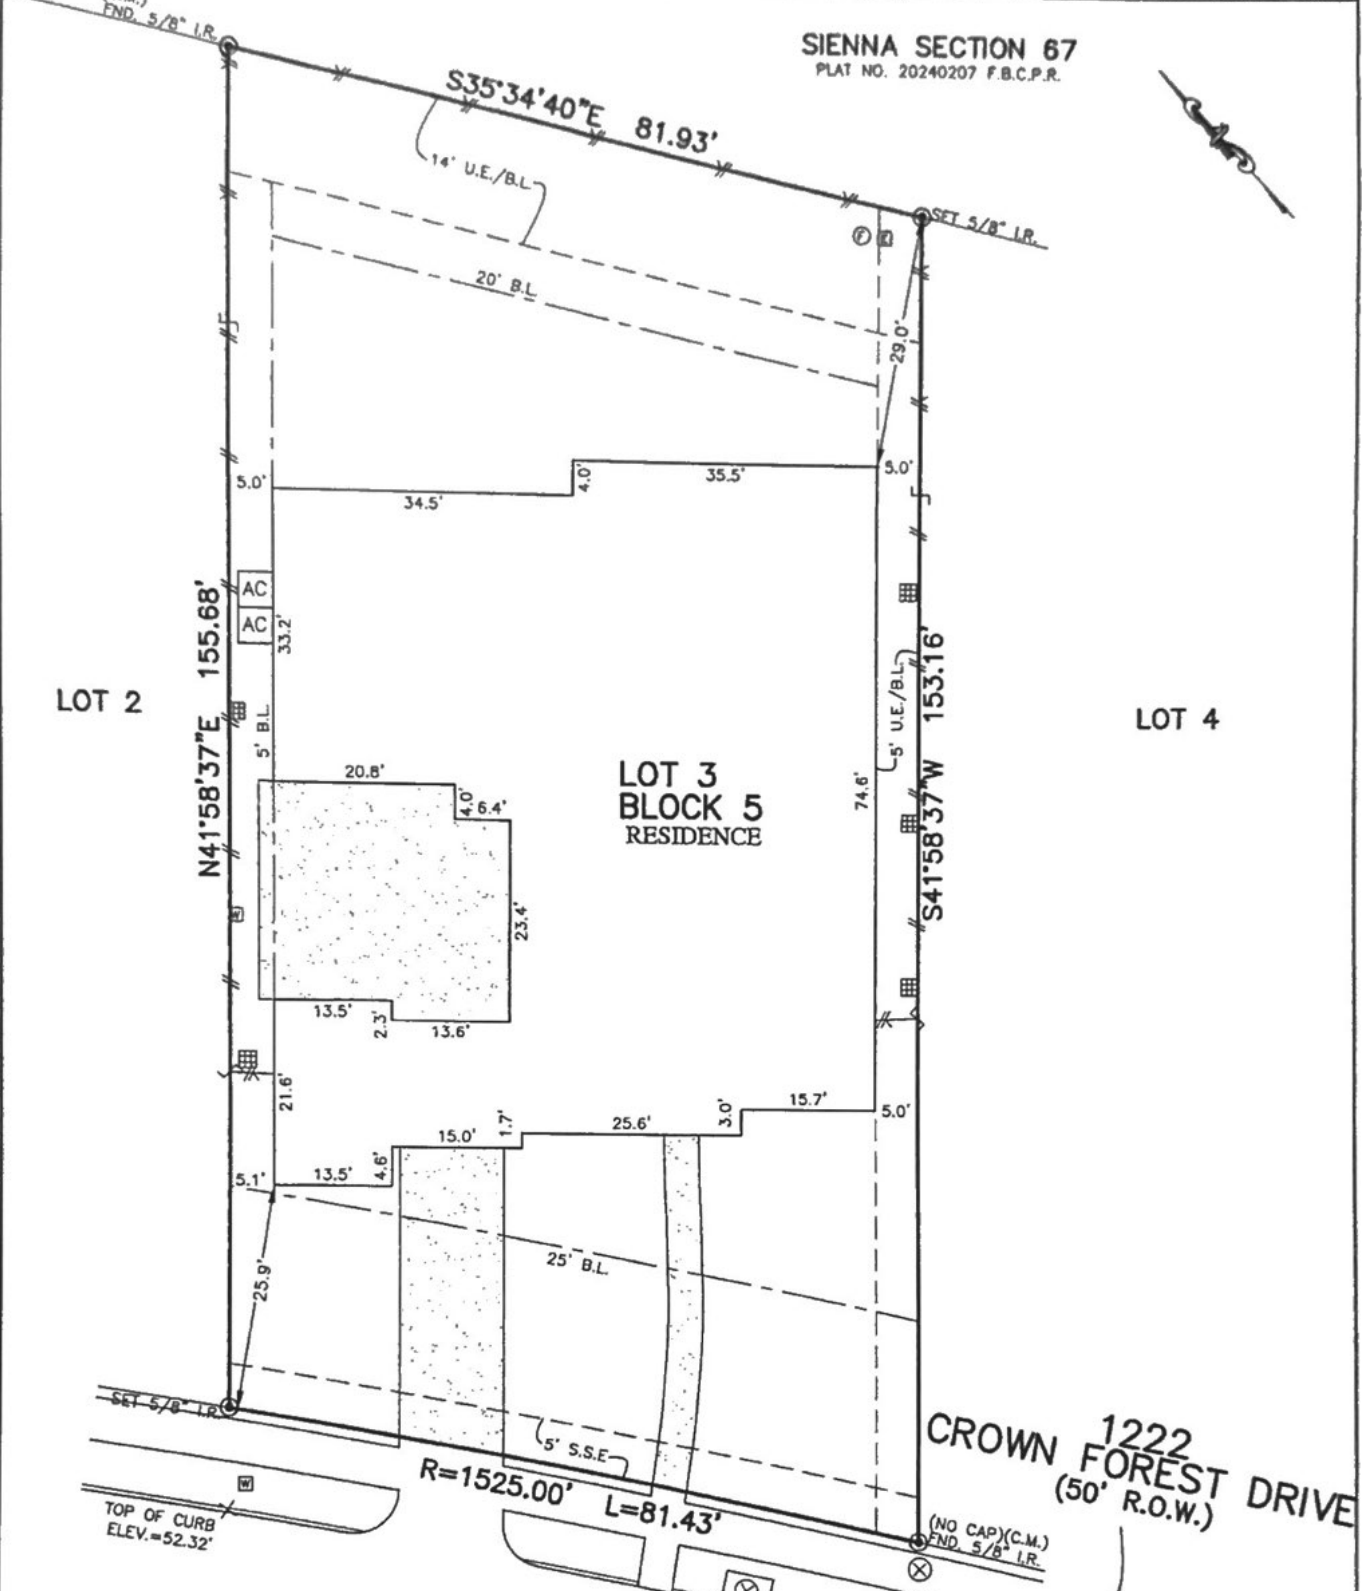 FND. 5/8" I.R.
SIENNA SECTION 67
PLAT NO. 20240207 F.B.C.P.R.
S35°34'40"E 81.93'
14' U.E./B.L.
SET 5/8" I.R.
F E
20' B.L.
29.0'
5.0'
34.5'
4.0'
35.5'
5.0'
AC
AC
33.2'
N41°58'37"E 155.68'
LOT 2
5' B.L.
LOT 3
BLOCK 5
RESIDENCE
74.6'
5' U.E./B.L.
S41°58'37"W 153.16'
LOT 4
20.8'
4.0'
6.4'
23.4'
W
13.5'
2.3'
13.6'
21.6'
5.1'
13.5'
4.6'
15.0'
1.7'
25.6'
3.0'
15.7'
5.0'
25.9'
25' B.L.
SET 5/8" I.R.
5' S.S.E
R=1525.00'
L=81.43'
1222
CROWN FOREST DRIVE
(50' R.O.W.)
W
TOP OF CURB
ELEV.=52.32'
(NO CAP)(C.M.)
FND. 5/8" I.R.